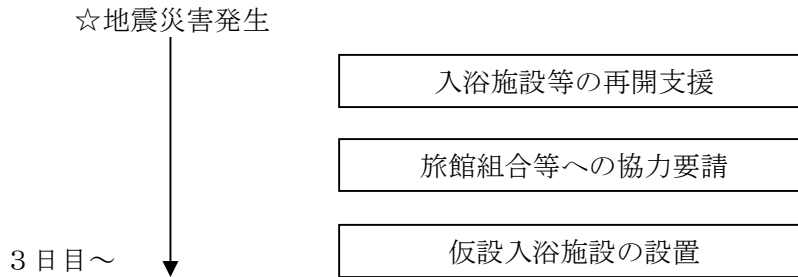 ☆地震災害発生
入浴施設等の再開支援
旅館組合等への協力要請
仮設入浴施設の設置
３日目～